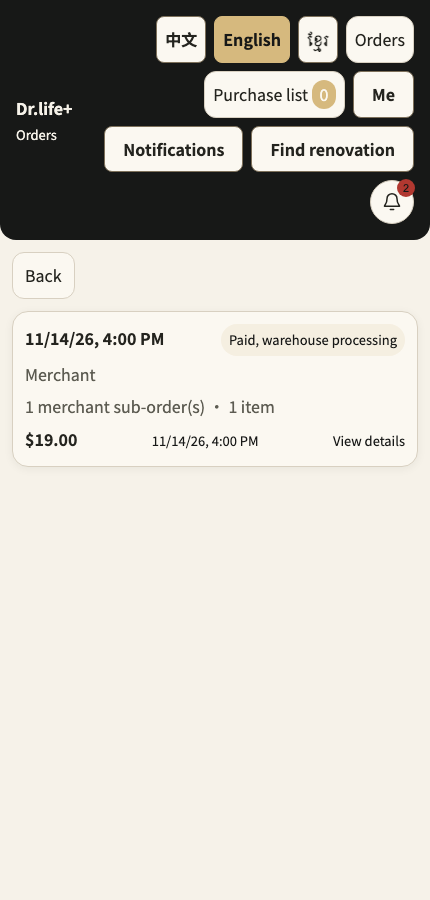 中文 English ខ្មែរ Orders
Purchase list 0 Me
Dr.life+
Orders
Notifications Find renovation
2
Back
11/14/26, 4:00 PM Paid, warehouse processing
Merchant
1 merchant sub-order(s) • 1 item
$19.00 11/14/26, 4:00 PM View details